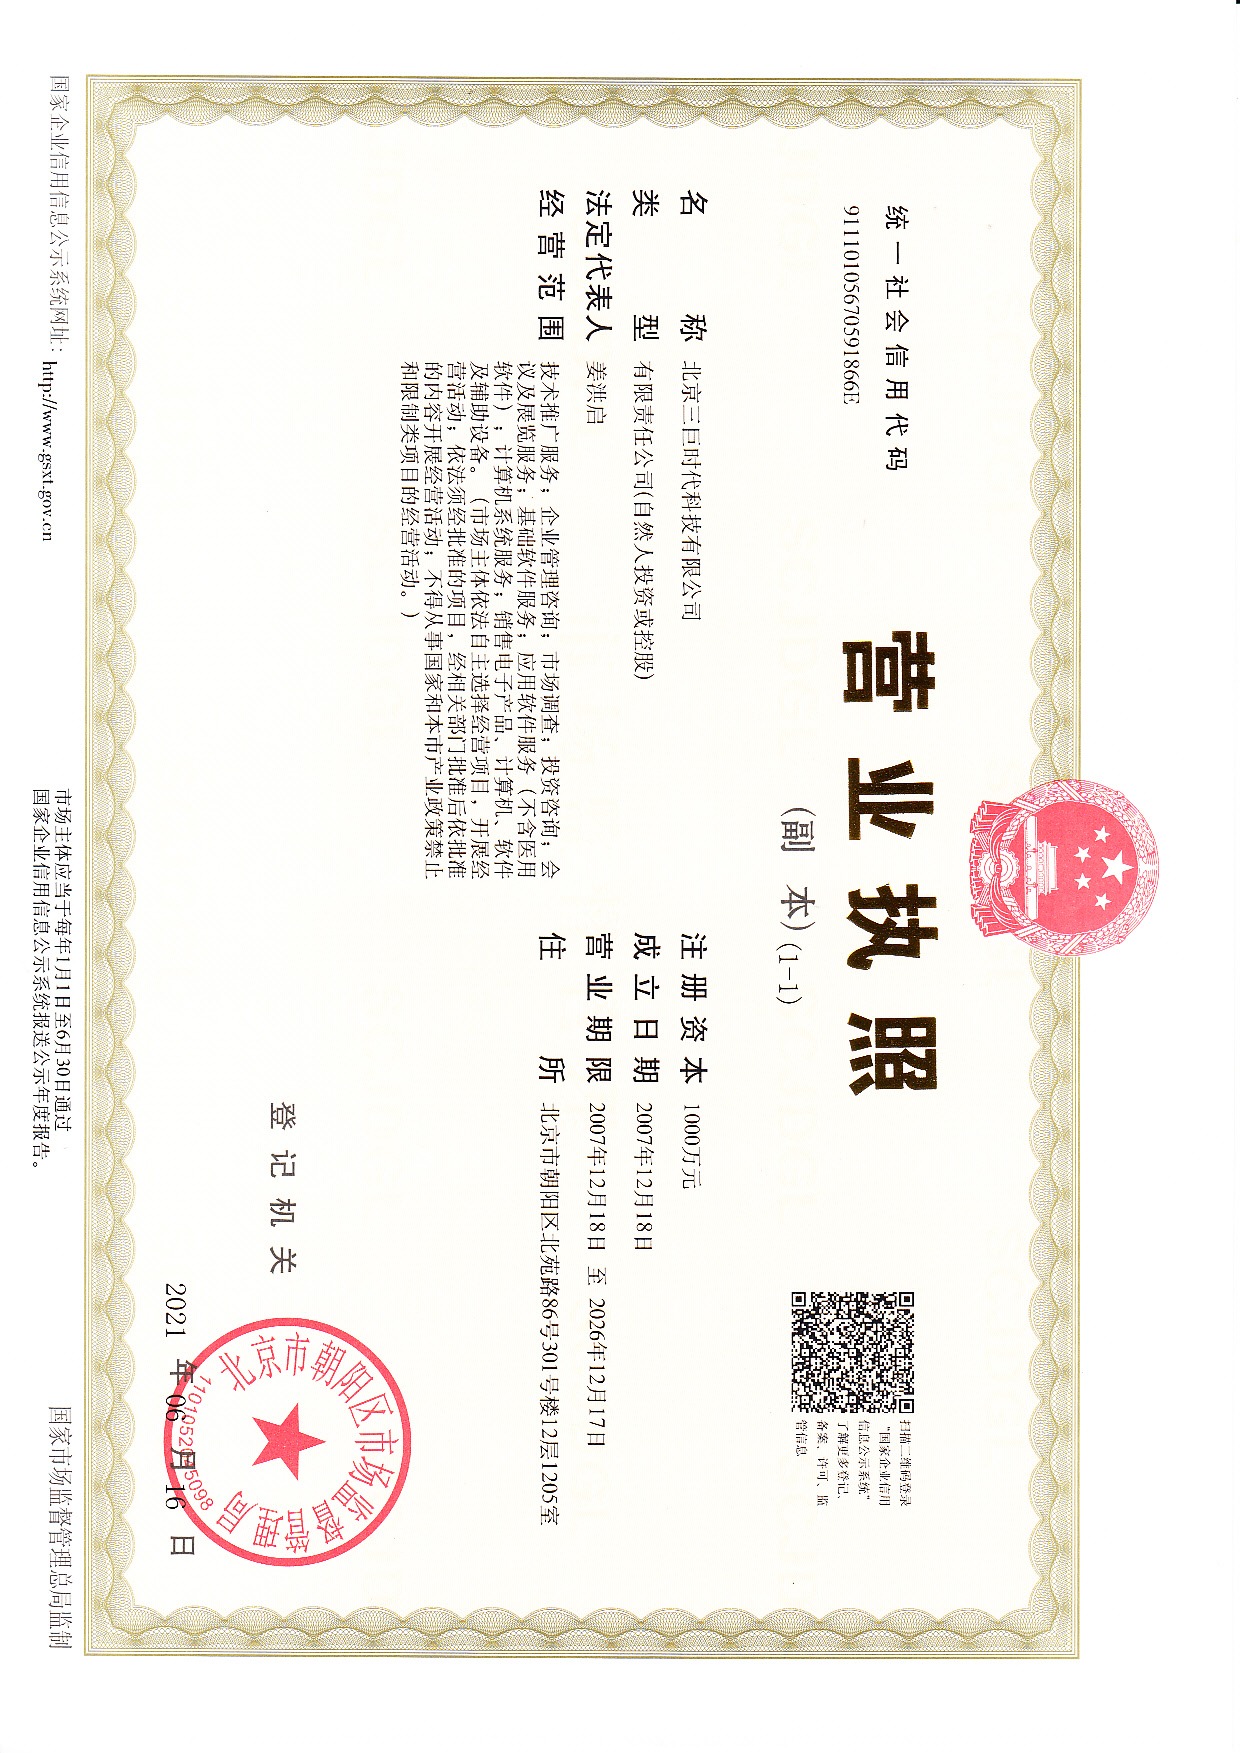 统一社会信用代码
91110105670591866E
营业执照
(副 本) (1-1)
扫描二维码登录
“国家企业信用
信息公示系统”
了解更多登记、
备案、许可、监
管信息
名 称 北京三巨时代科技有限公司
类 型 有限责任公司(自然人投资或控股)
法定代表人 姜洪启
经营范围 技术推广服务；企业管理咨询；市场调查；投资咨询；会
议及展览服务；基础软件服务；应用软件服务（不含医用
软件）；计算机系统服务；销售电子产品、计算机、软件
及辅助设备。（市场主体依法自主选择经营项目，开展经
营活动；依法须经批准的项目，经相关部门批准后依批准
的内容开展经营活动；不得从事国家和本市产业政策禁止
和限制类项目的经营活动。）
注册资本 1000万元
成立日期 2007年12月18日
营业期限 2007年12月18日 至 2026年12月17日
住 所 北京市朝阳区北苑路86号301号楼12层1205室
登记机关
北京市朝阳区市场监督管理局
1101052045098
2021 年 06 月 16 日
国家企业信用信息公示系统网址：http://www.gsxt.gov.cn
市场主体应当于每年1月1日至6月30日通过
国家企业信用信息公示系统报送公示年度报告。
国家市场监督管理总局监制